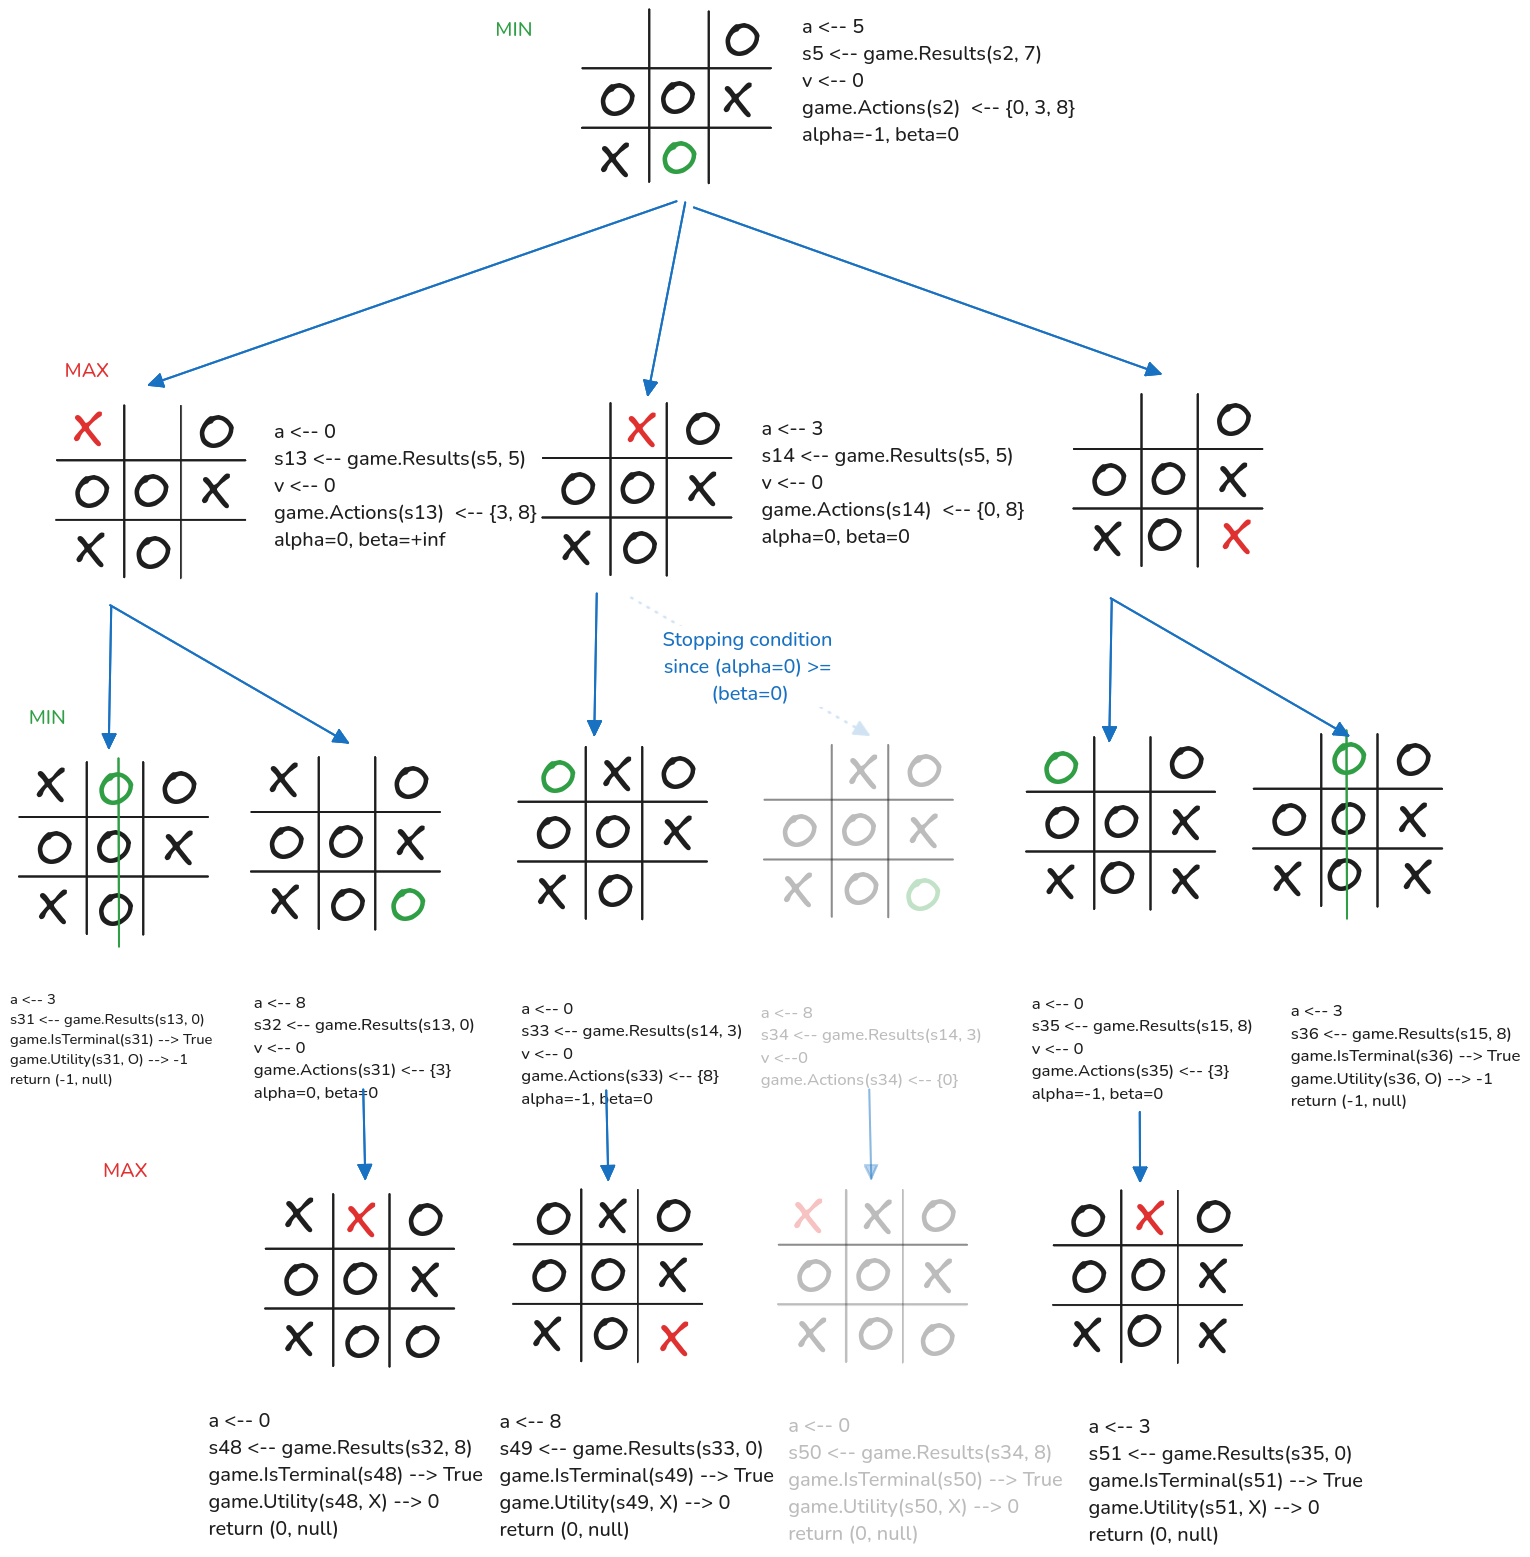 MIN
a <-- 5
s5 <-- game.Results(s2, 7)
v <-- 0
game.Actions(s2) <-- {0, 3, 8}
alpha=-1, beta=0
MAX
a <-- 0
s13 <-- game.Results(s5, 5)
v <-- 0
game.Actions(s13) <-- {3, 8}
alpha=0, beta=+inf
a <-- 3
s14 <-- game.Results(s5, 5)
v <-- 0
game.Actions(s14) <-- {0, 8}
alpha=0, beta=0
Stopping condition
since (alpha=0) >=
(beta=0)
MIN
a <-- 3
s31 <-- game.Results(s13, 0)
game.IsTerminal(s31) --> True
game.Utility(s31, O) --> -1
return (-1, null)
a <-- 8
s32 <-- game.Results(s13, 0)
v <-- 0
game.Actions(s31) <-- {3}
alpha=0, beta=0
a <-- 0
s33 <-- game.Results(s14, 3)
v <-- 0
game.Actions(s33) <-- {8}
alpha=-1, beta=0
a <-- 8
s34 <-- game.Results(s14, 3)
v <--0
game.Actions(s34) <-- {0}
a <-- 0
s35 <-- game.Results(s15, 8)
v <-- 0
game.Actions(s35) <-- {3}
alpha=-1, beta=0
a <-- 3
s36 <-- game.Results(s15, 8)
game.IsTerminal(s36) --> True
game.Utility(s36, O) --> -1
return (-1, null)
MAX
a <-- 0
s48 <-- game.Results(s32, 8)
game.IsTerminal(s48) --> True
game.Utility(s48, X) --> 0
return (0, null)
a <-- 8
s49 <-- game.Results(s33, 0)
game.IsTerminal(s49) --> True
game.Utility(s49, X) --> 0
return (0, null)
a <-- 0
s50 <-- game.Results(s34, 8)
game.IsTerminal(s50) --> True
game.Utility(s50, X) --> 0
return (0, null)
a <-- 3
s51 <-- game.Results(s35, 0)
game.IsTerminal(s51) --> True
game.Utility(s51, X) --> 0
return (0, null)